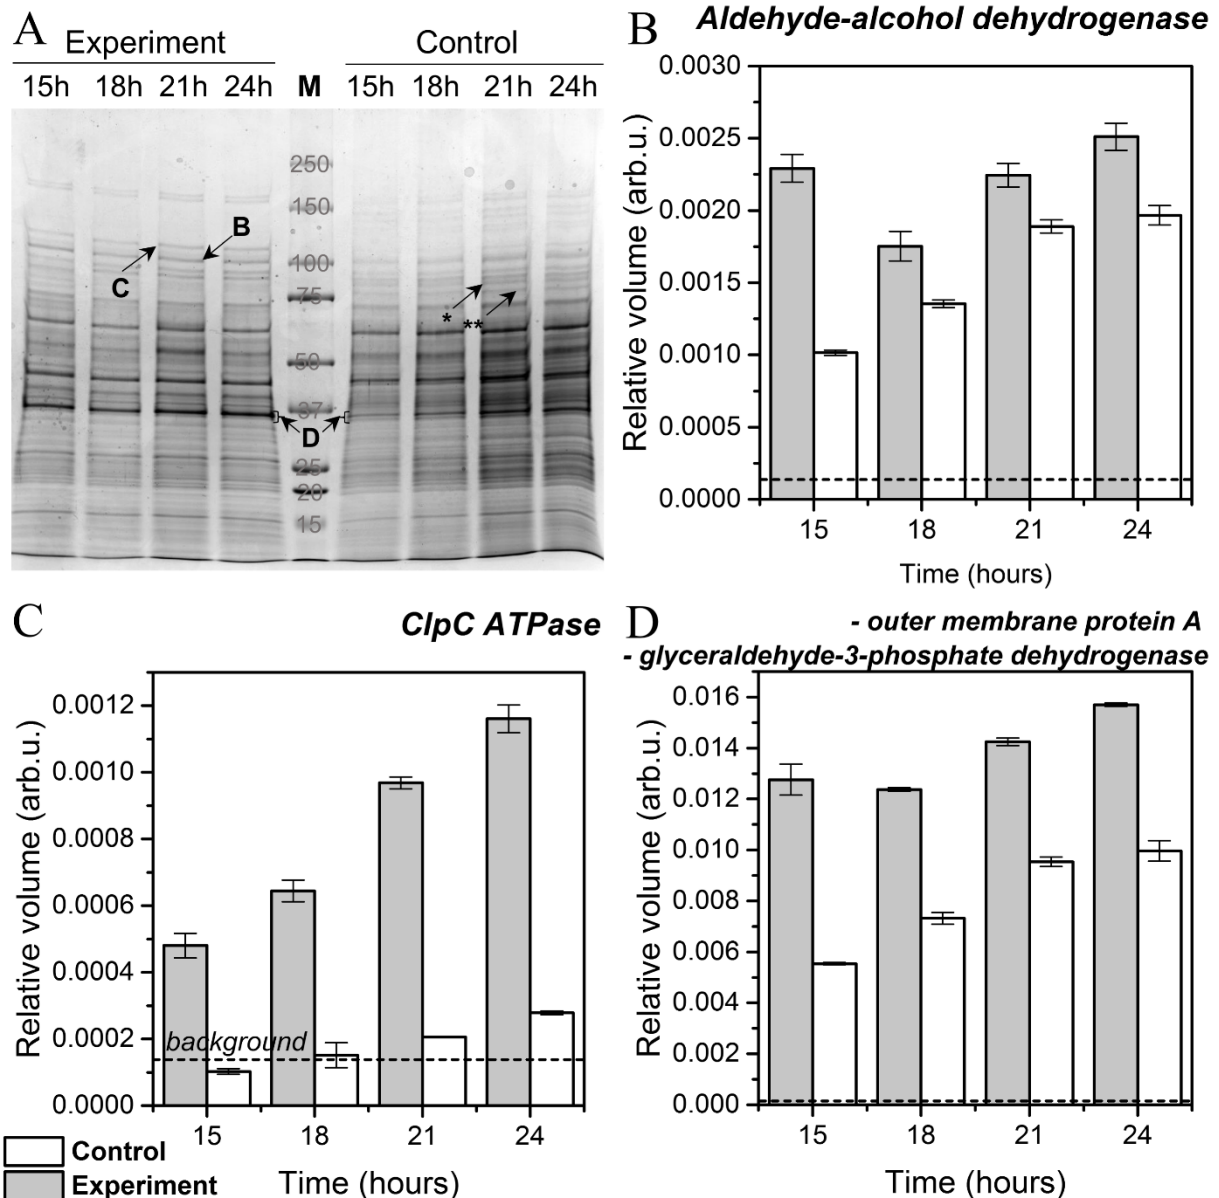 A
Experiment
Control
15h 18h 21h 24h M 15h 18h 21h 24h
250
150
B
100
C
75
*
**
50
37
D
25
20
15
B
Aldehyde-alcohol dehydrogenase
0.0030
0.0025
0.0020
0.0015
0.0010
0.0005
0.0000
Relative volume (arb.u.)
15 18 21 24
Time (hours)
C
ClpC ATPase
0.0012
0.0010
0.0008
0.0006
0.0004
0.0002
0.0000
Relative volume (arb.u.)
background
15 18 21 24
Time (hours)
Control
Experiment
D
- outer membrane protein A
- glyceraldehyde-3-phosphate dehydrogenase
0.016
0.014
0.012
0.010
0.008
0.006
0.004
0.002
0.000
Relative volume (arb.u.)
15 18 21 24
Time (hours)